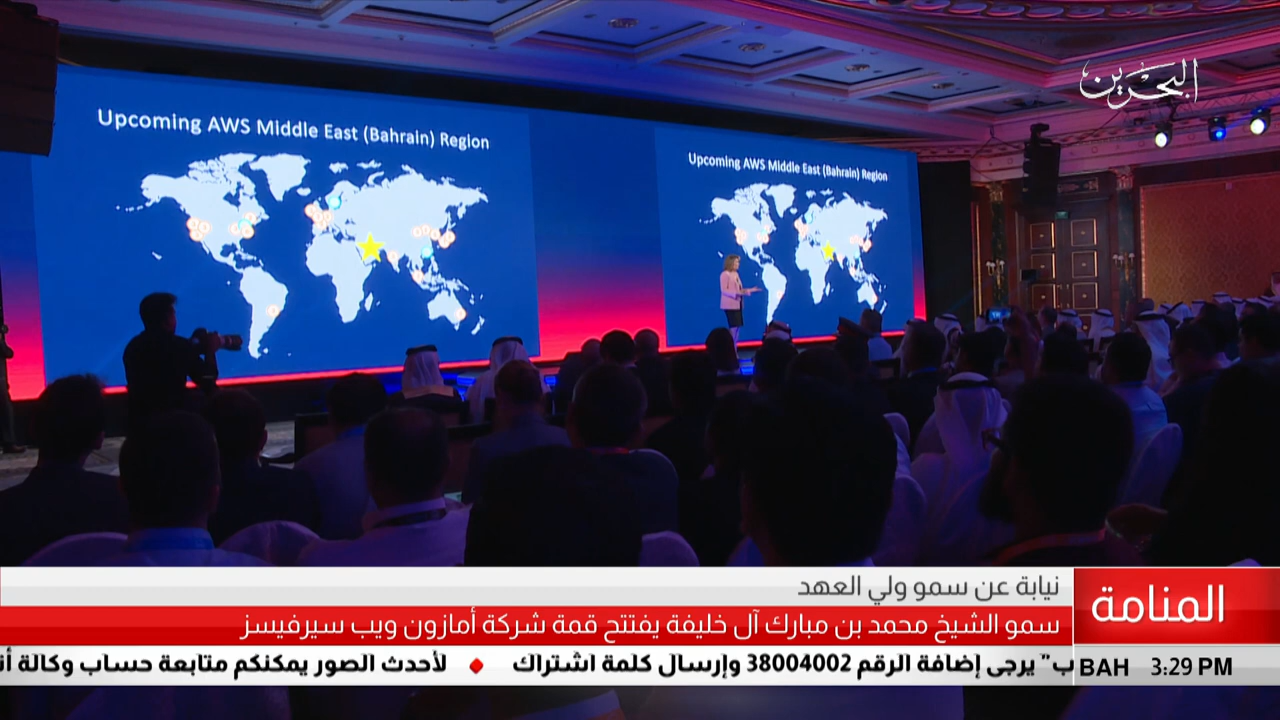 البحرين
Upcoming AWS Middle East (Bahrain) Region
Upcoming AWS Middle East (Bahrain) Region
المنامة
نيابة عن سمو ولي العهد
سمو الشيخ محمد بن مبارك آل خليفة يفتتح قمة شركة أمازون ويب سيرفيسز
BAH 3:29 PM
ب" يرجى إضافة الرقم 38004002 وإرسال كلمة اشتراك ♦ لأحدث الصور يمكنكم متابعة حساب وكالة أن